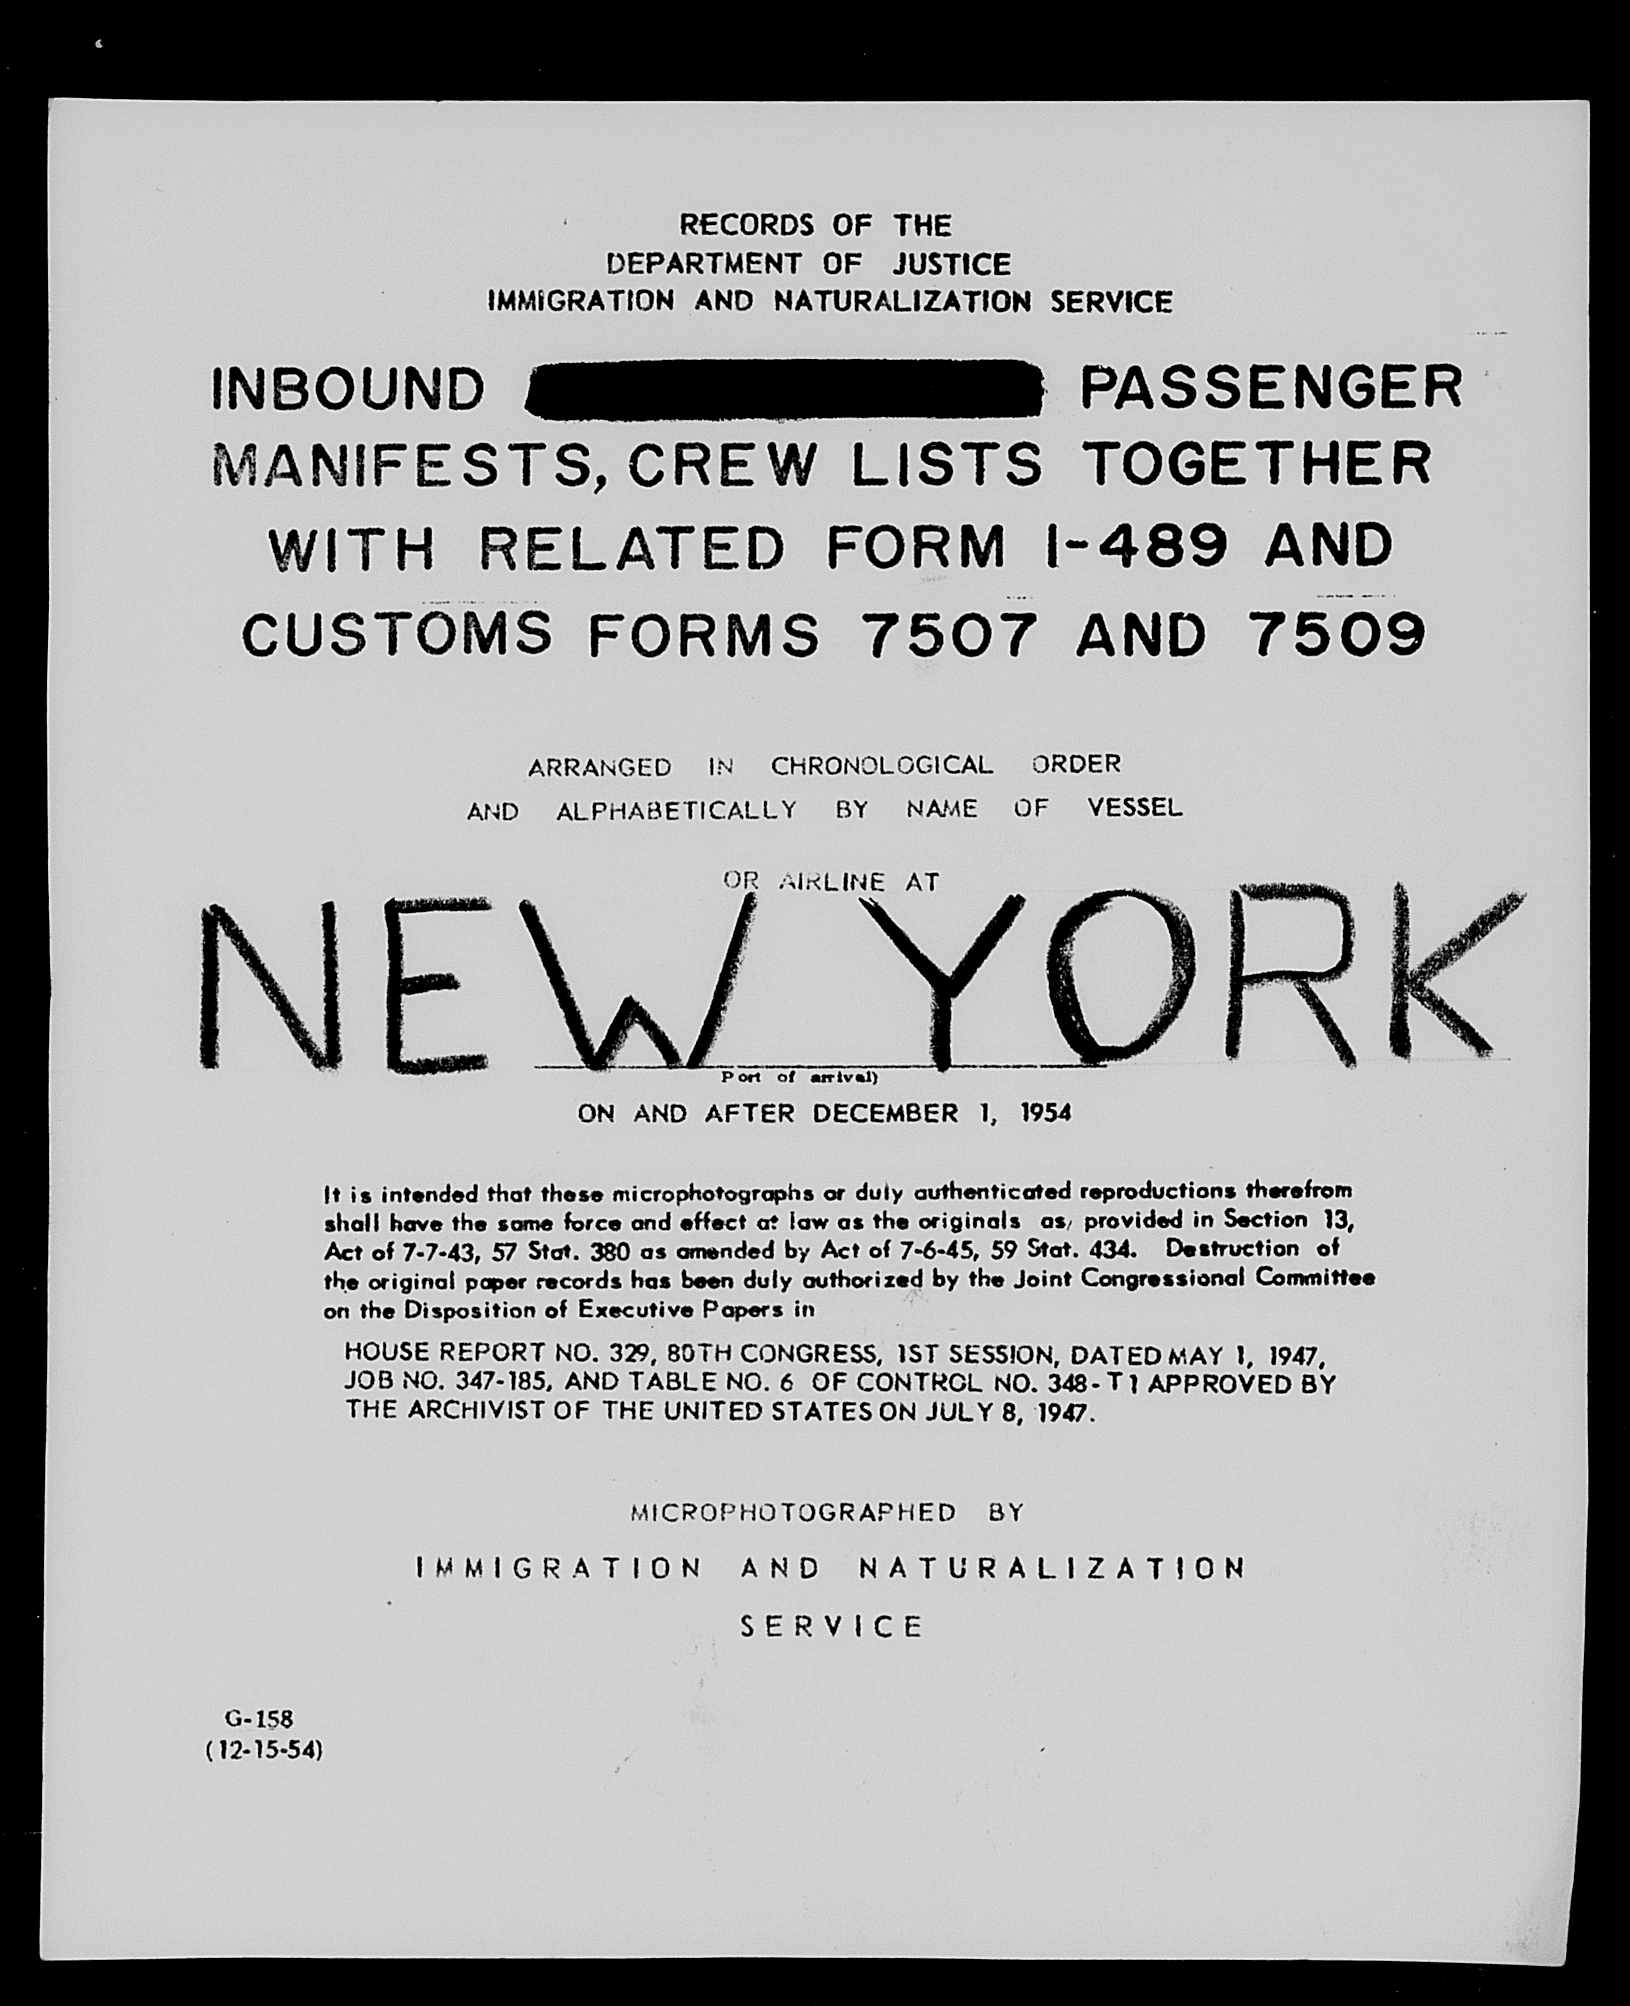 RECORDS OF THE
DEPARTMENT OF JUSTICE
IMMIGRATION AND NATURALIZATION SERVICE
INBOUND PASSENGER
MANIFESTS, CREW LISTS TOGETHER
WITH RELATED FORM I-489 AND
CUSTOMS FORMS 7507 AND 7509
ARRANGED IN CHRONOLOGICAL ORDER
AND ALPHABETICALLY BY NAME OF VESSEL
OR AIRLINE AT
NEW YORK
Port of arrival)
ON AND AFTER DECEMBER 1, 1954
It is intended that these microphotographs or duly authenticated reproductions therefrom
shall have the same force and effect at law as the originals as, provided in Section 13,
Act of 7-7-43, 57 Stat. 380 as amended by Act of 7-6-45, 59 Stat. 434. Destruction of
the original paper records has been duly authorized by the Joint Congressional Committee
on the Disposition of Executive Papers in
HOUSE REPORT NO. 329, 80TH CONGRESS, 1ST SESSION, DATED MAY 1, 1947,
JOB NO. 347-185, AND TABLE NO. 6 OF CONTROL NO. 348-T1 APPROVED BY
THE ARCHIVIST OF THE UNITED STATES ON JULY 8, 1947.
MICROPHOTOGRAPHED BY
IMMIGRATION AND NATURALIZATION
SERVICE
G-158
(12-15-54)